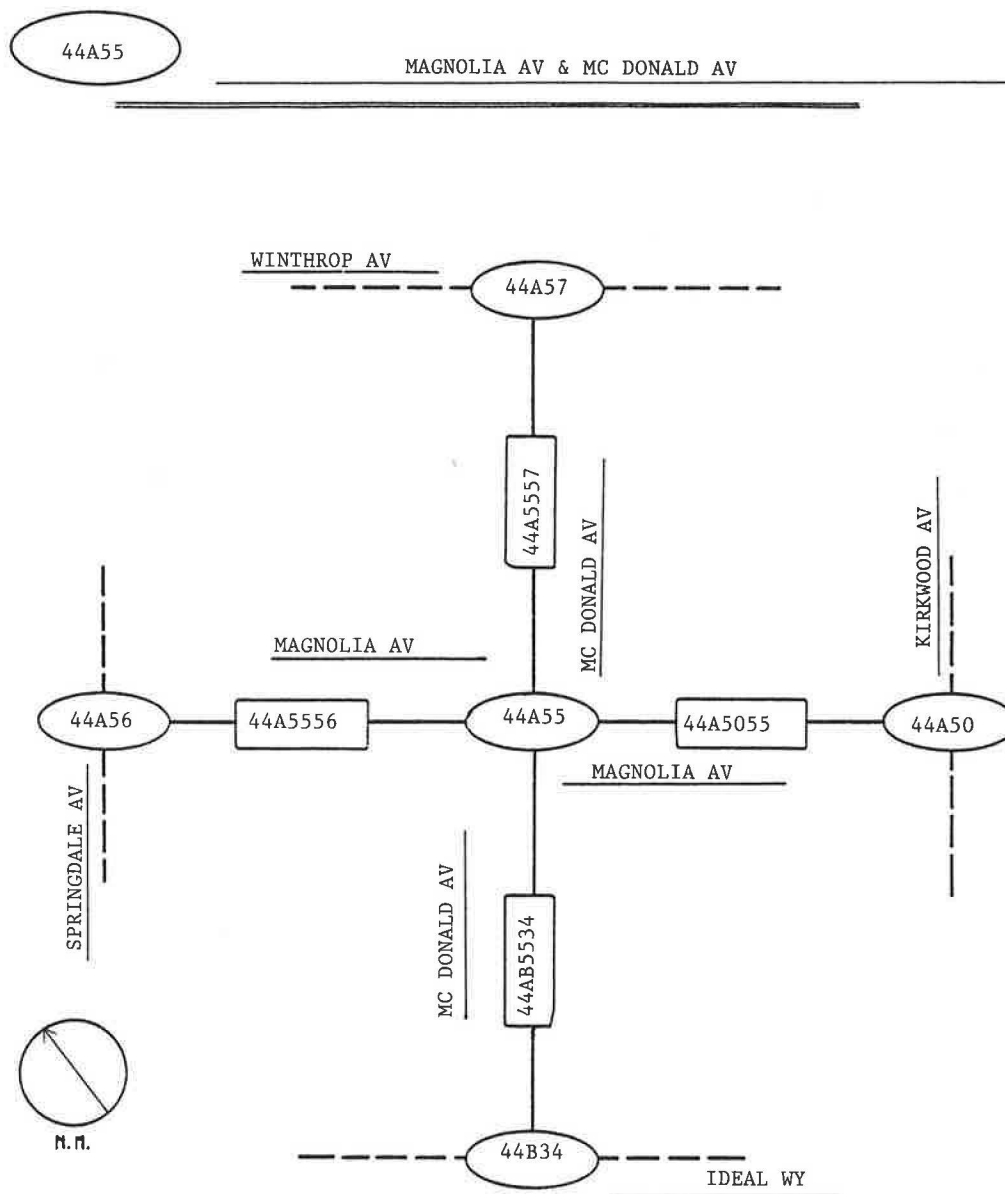 44A55
MAGNOLIA AV & MC DONALD AV
WINTHROP AV
44A57
44A5557
MC DONALD AV
KIRKWOOD AV
MAGNOLIA AV
44A56
44A5556
44A55
44A5055
44A50
MAGNOLIA AV
SPRINGDALE AV
MC DONALD AV
44AB5534
N.M.
44B34
IDEAL WY